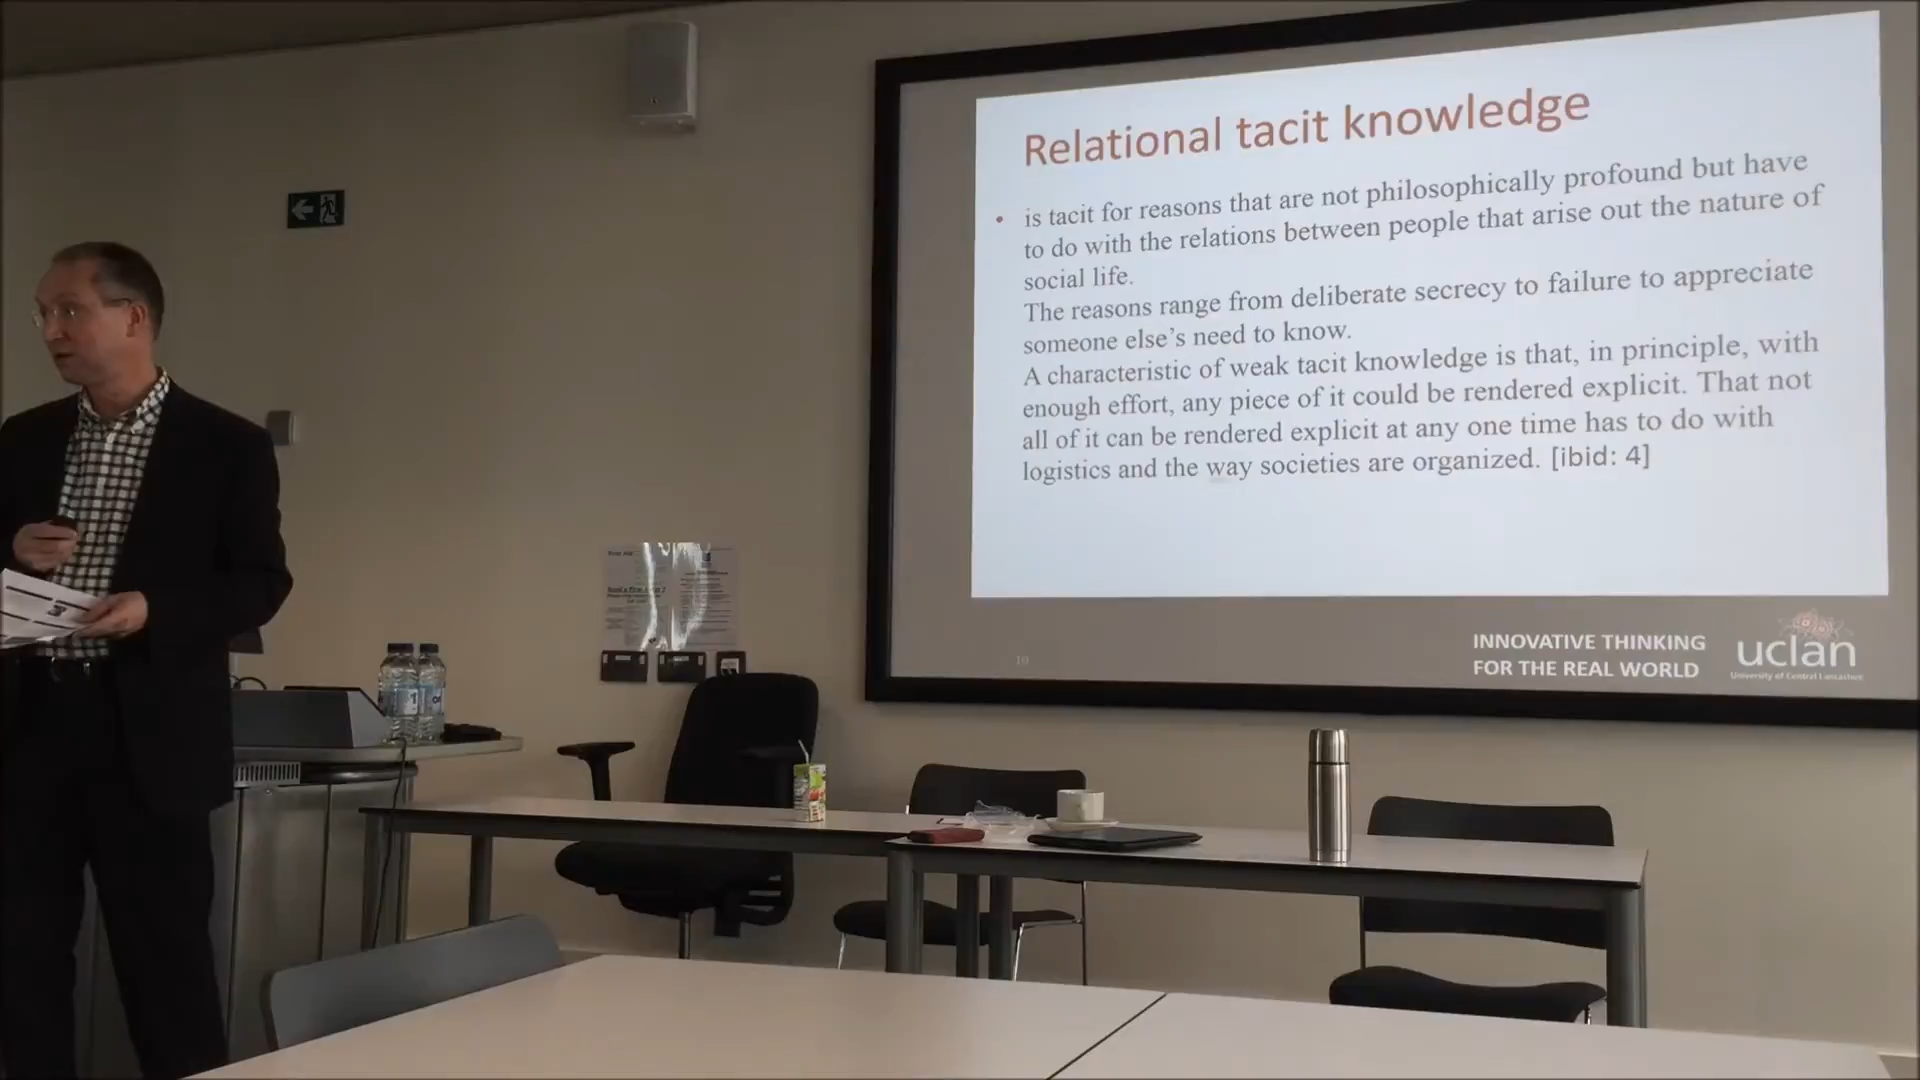 Relational tacit knowledge
• is tacit for reasons that are not philosophically profound but have
to do with the relations between people that arise out the nature of
social life.
The reasons range from deliberate secrecy to failure to appreciate
someone else's need to know.
A characteristic of weak tacit knowledge is that, in principle, with
enough effort, any piece of it could be rendered explicit. That not
all of it can be rendered explicit at any one time has to do with
logistics and the way societies are organized. [ibid: 4]
INNOVATIVE THINKING
FOR THE REAL WORLD
uclan
University of Central Lancashire